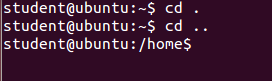 student@ubuntu:~$ cd .
student@ubuntu:~$ cd ..
student@ubuntu:/home$